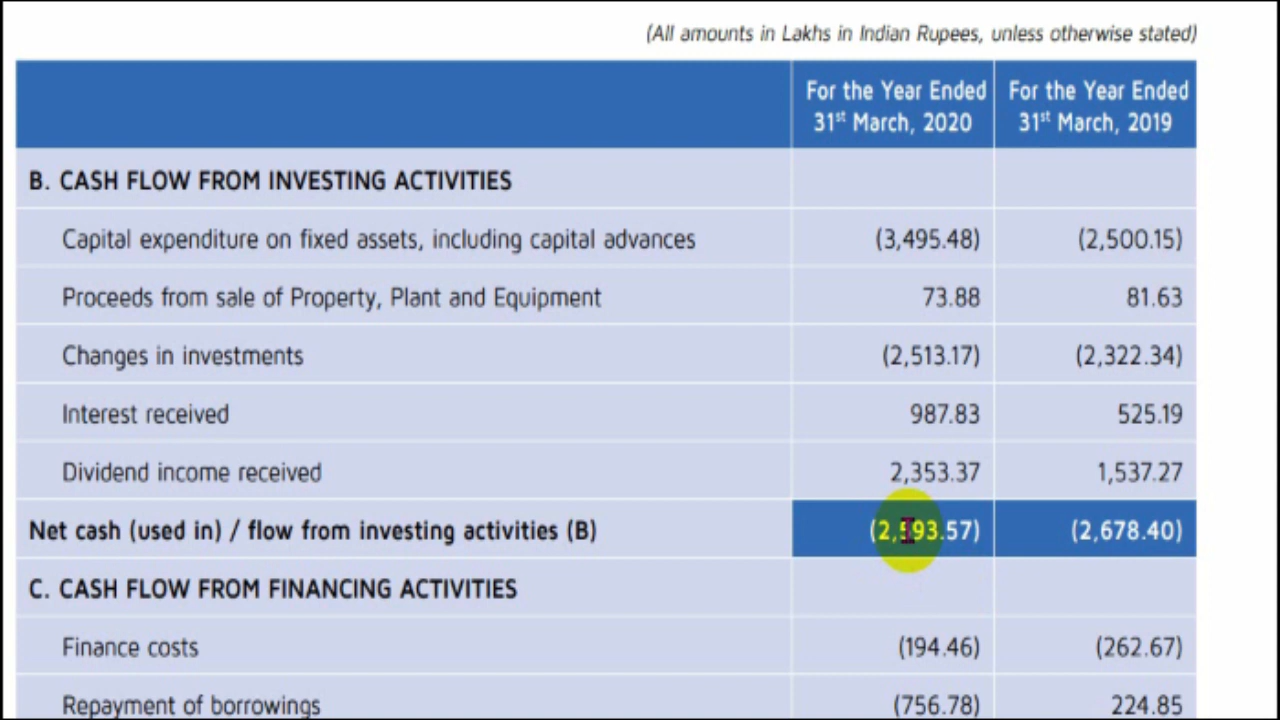 (All amounts in Lakhs in Indian Rupees, unless otherwise stated)
For the Year Ended 31st March, 2020 For the Year Ended 31st March, 2019
B. CASH FLOW FROM INVESTING ACTIVITIES
Capital expenditure on fixed assets, including capital advances (3,495.48) (2,500.15)
Proceeds from sale of Property, Plant and Equipment 73.88 81.63
Changes in investments (2,513.17) (2,322.34)
Interest received 987.83 525.19
Dividend income received 2,353.37 1,537.27
Net cash (used in) / flow from investing activities (B) (2,593.57) (2,678.40)
C. CASH FLOW FROM FINANCING ACTIVITIES
Finance costs (194.46) (262.67)
Repayment of borrowings (756.78) 224.85